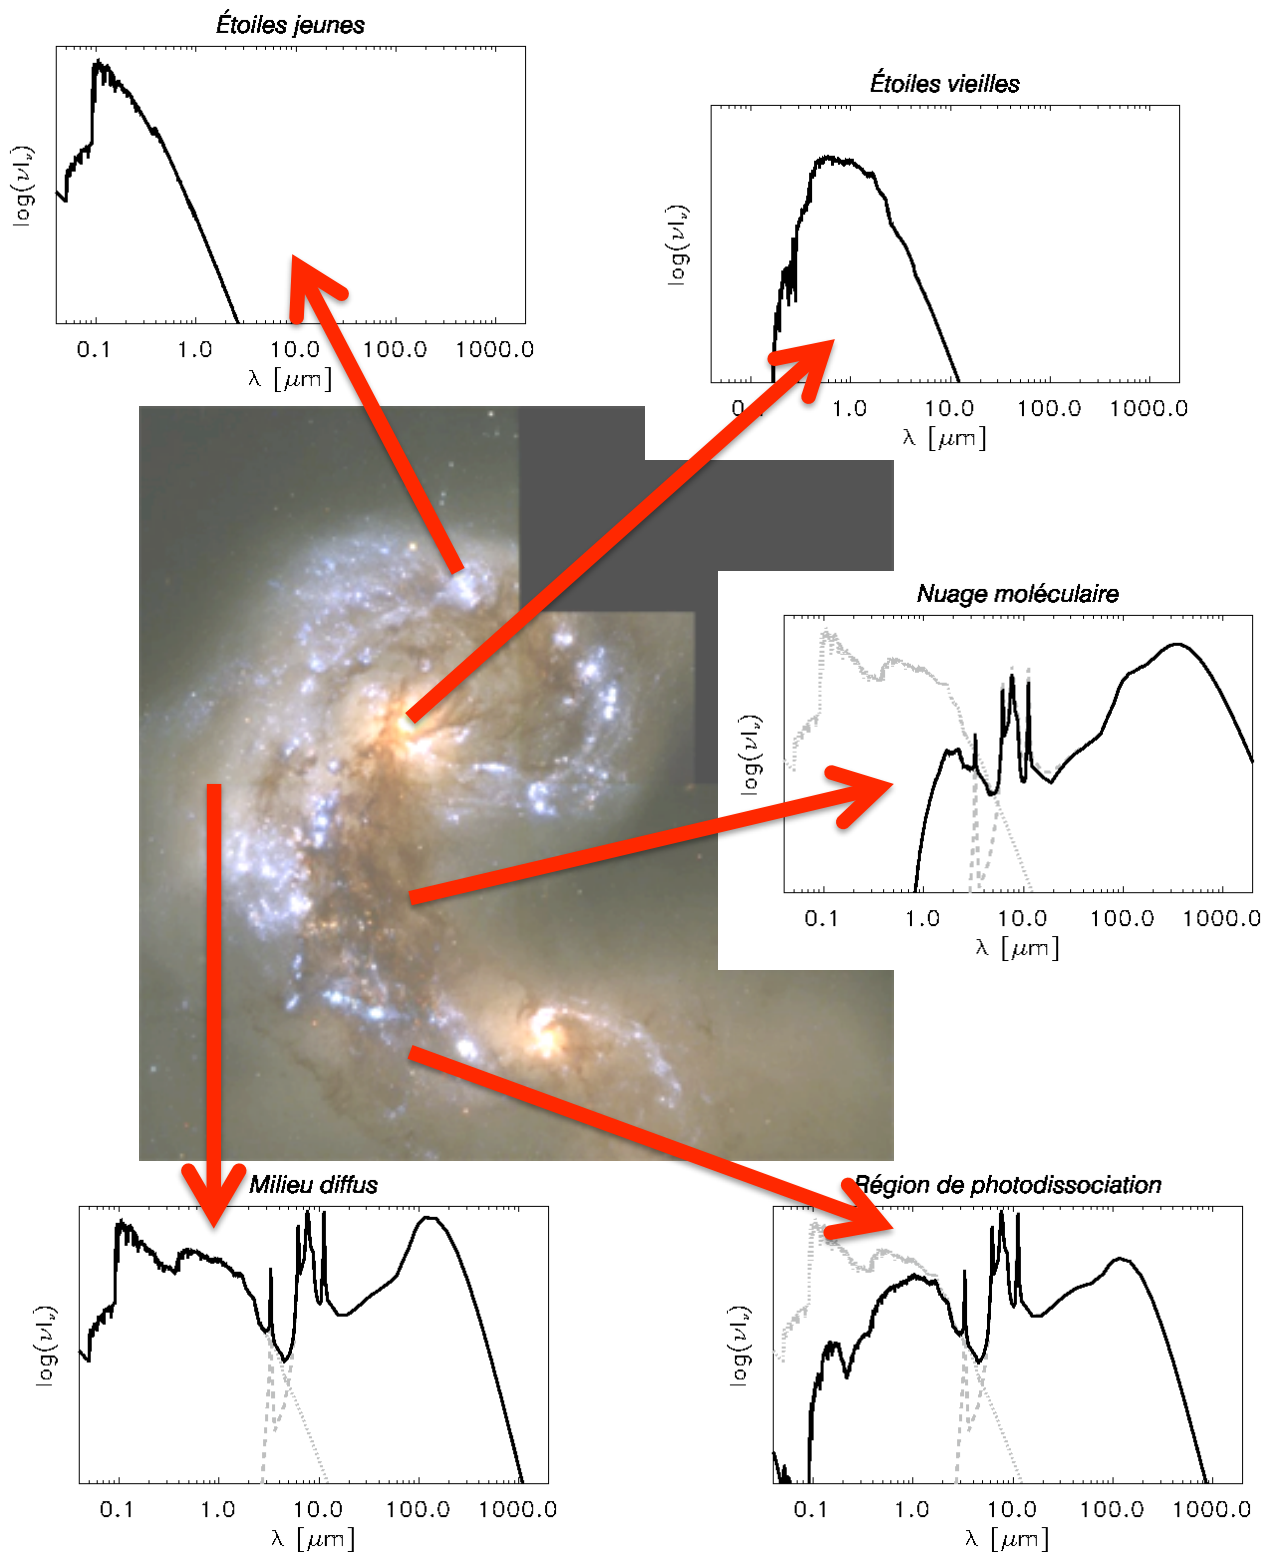 Étoiles jeunes
log(νIν)
0.1 1.0 10.0 100.0 1000.0
λ [μm]
Étoiles vieilles
log(νIν)
1.0 10.0 100.0 1000.0
λ [μm]
Nuage moléculaire
log(νIν)
0.1 1.0 10.0 100.0 1000.0
λ [μm]
Milieu diffus
log(νIν)
0.1 1.0 10.0 100.0 1000.0
λ [μm]
Région de photodissociation
log(νIν)
0.1 1.0 10.0 100.0 1000.0
λ [μm]